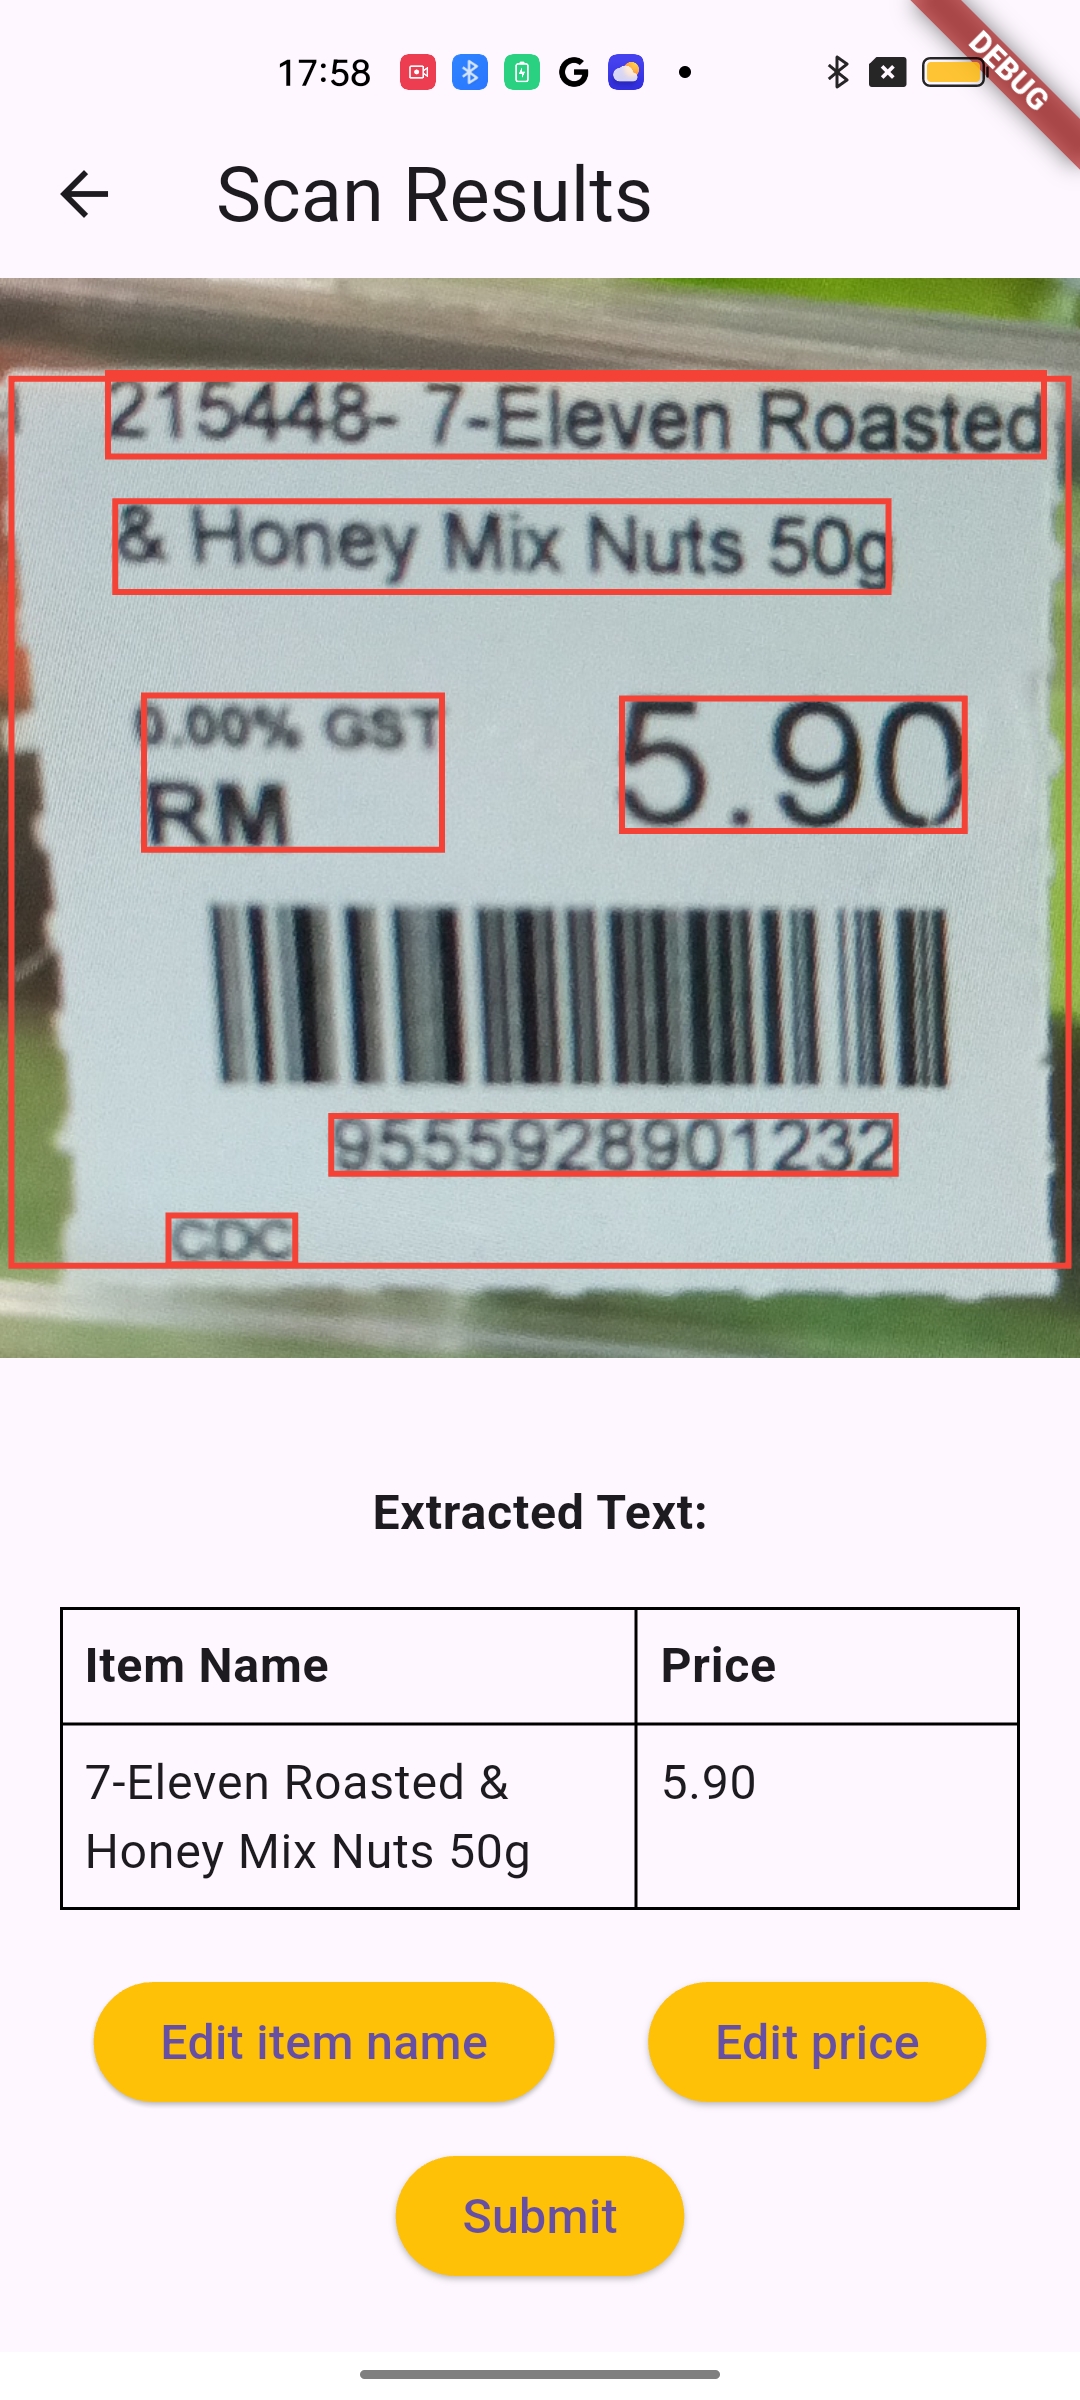 17:58
DEBUG
Scan Results
215448- 7-Eleven Roasted
& Honey Mix Nuts 50g
0.00% GST
RM
5.90
9555928901232
CDC
Extracted Text:
Item Name Price
7-Eleven Roasted & 5.90
Honey Mix Nuts 50g
Edit item name Edit price
Submit